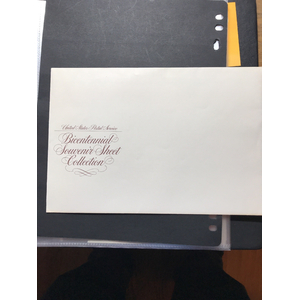 United States Postal Service
Bicentennial
Souvenir Sheet
Collection